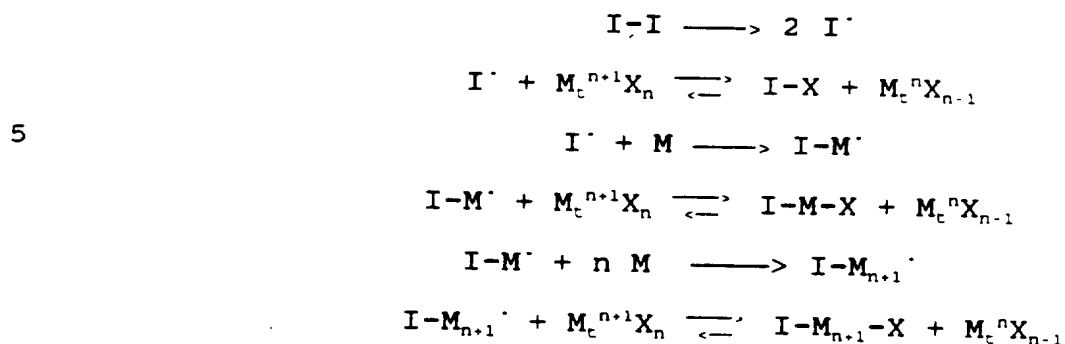 I-I ⟶ 2 I˙
I˙ + Mₜⁿ⁺¹Xₙ ⇌ I-X + MₜⁿXₙ₋₁
5
I˙ + M ⟶ I-M˙
I-M˙ + Mₜⁿ⁺¹Xₙ ⇌ I-M-X + MₜⁿXₙ₋₁
I-M˙ + n M ⟶ I-Mₙ₊₁˙
I-Mₙ₊₁˙ + Mₜⁿ⁺¹Xₙ ⇌ I-Mₙ₊₁-X + MₜⁿXₙ₋₁